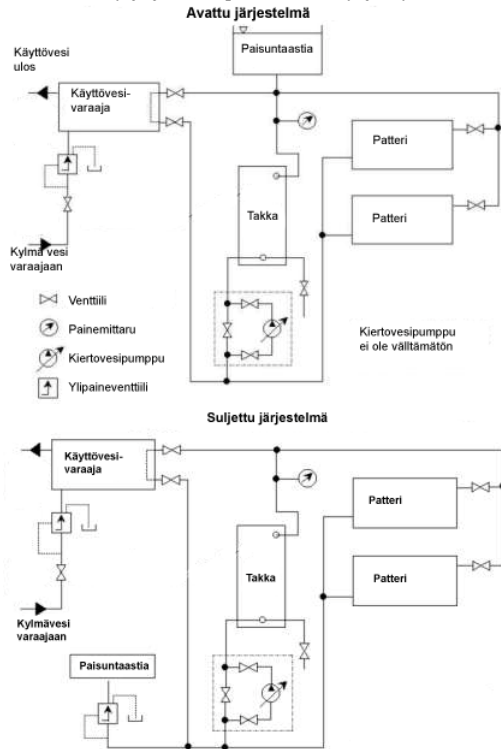 Avattu järjestelmä
Paisuntaastia
Käyttövesi
ulos
Käyttövesi-
varaaja
Patteri
Takka
Patteri
Kylmä vesi
varaajaan
Venttiili
Painemittaru
Kiertovesipumppu
Ylipaineventtiili
Kiertovesipumppu
ei ole välltämätön
Suljettu järjestelmä
Käyttövesi-
varaaja
Patteri
Takka
Patteri
Kylmävesi
varaajaan
Paisuntaastia